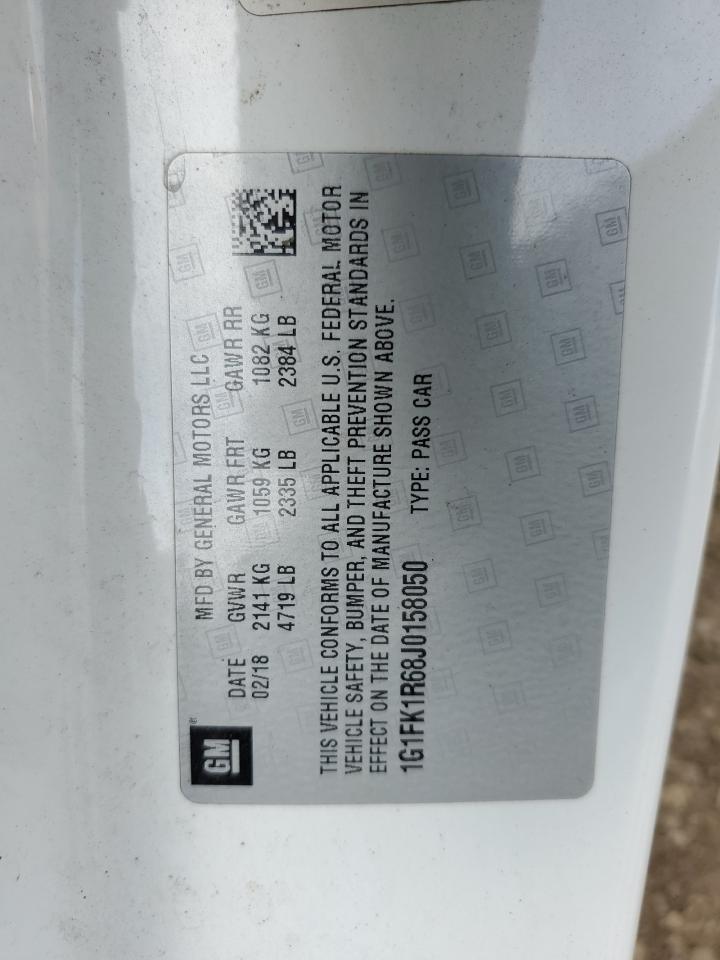 GM
MFD BY GENERAL MOTORS LLC
DATE GVWR GAWR FRT GAWR RR
02/18 2141 KG 1059 KG 1082 KG
4719 LB 2335 LB 2384 LB
THIS VEHICLE CONFORMS TO ALL APPLICABLE U.S. FEDERAL MOTOR
VEHICLE SAFETY, BUMPER, AND THEFT PREVENTION STANDARDS IN
EFFECT ON THE DATE OF MANUFACTURE SHOWN ABOVE.
1G1FK1R68J0158050 TYPE: PASS CAR